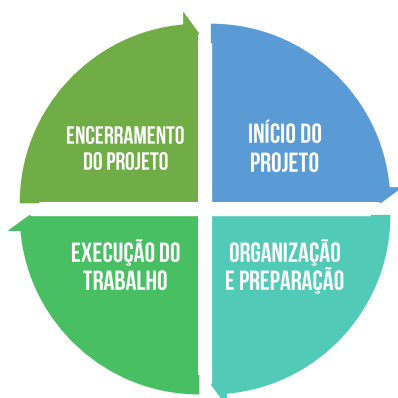 ENCERRAMENTO
DO PROJETO
INÍCIO DO
PROJETO
EXECUÇÃO DO
TRABALHO
ORGANIZAÇÃO
E PREPARAÇÃO